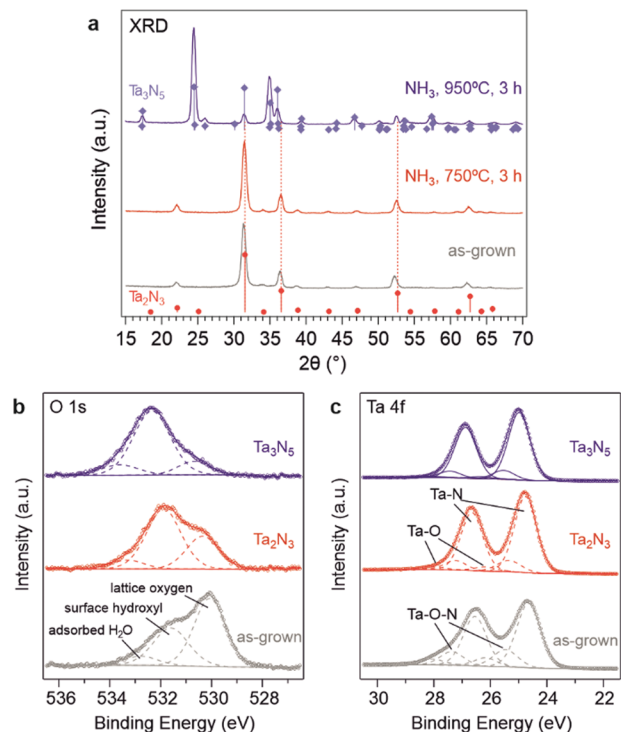 a
XRD
Ta₃N₅
NH₃, 950ºC, 3 h
NH₃, 750ºC, 3 h
as-grown
Ta₂N₃
Intensity (a.u.)
15 20 25 30 35 40 45 50 55 60 65 70
2θ (°)
b
O 1s
Ta₃N₅
Ta₂N₃
lattice oxygen
surface hydroxyl
adsorbed H₂O
as-grown
Intensity (a.u.)
536 534 532 530 528
Binding Energy (eV)
c
Ta 4f
Ta₃N₅
Ta-N
Ta-O
Ta₂N₃
Ta-O-N
as-grown
Intensity (a.u.)
30 28 26 24 22
Binding Energy (eV)